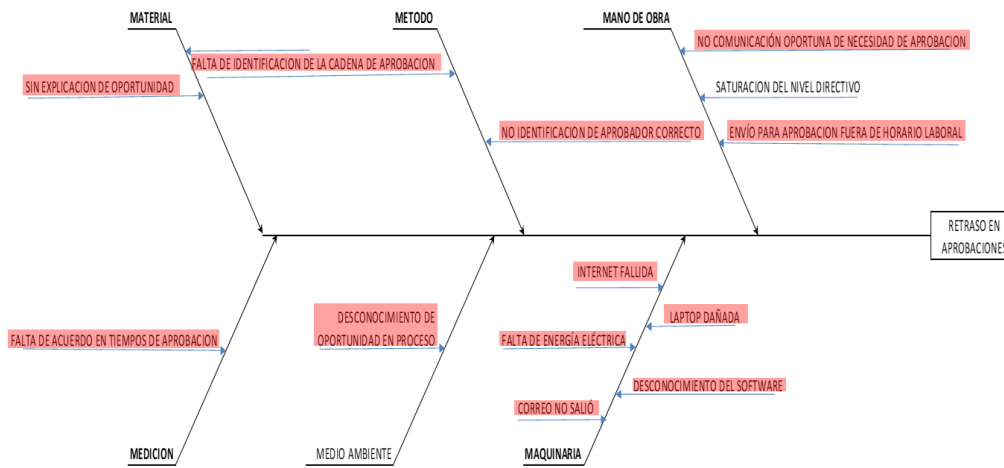 MATERIAL
METODO
MANO DE OBRA
NO COMUNICACIÓN OPORTUNA DE NECESIDAD DE APROBACION
FALTA DE IDENTIFICACION DE LA CADENA DE APROBACION
SIN EXPLICACION DE OPORTUNIDAD
SATURACION DEL NIVEL DIRECTIVO
NO IDENTIFICACION DE APROBADOR CORRECTO
ENVÍO PARA APROBACION FUERA DE HORARIO LABORAL
RETRASO EN
APROBACIONES
INTERNET FALLIDA
DESCONOCIMIENTO DE
OPORTUNIDAD EN PROCESO
LAPTOP DAÑADA
FALTA DE ACUERDO EN TIEMPOS DE APROBACION
FALTA DE ENERGÍA ELÉCTRICA
DESCONOCIMIENTO DEL SOFTWARE
CORREO NO SALIÓ
MEDICION
MEDIO AMBIENTE
MAQUINARIA